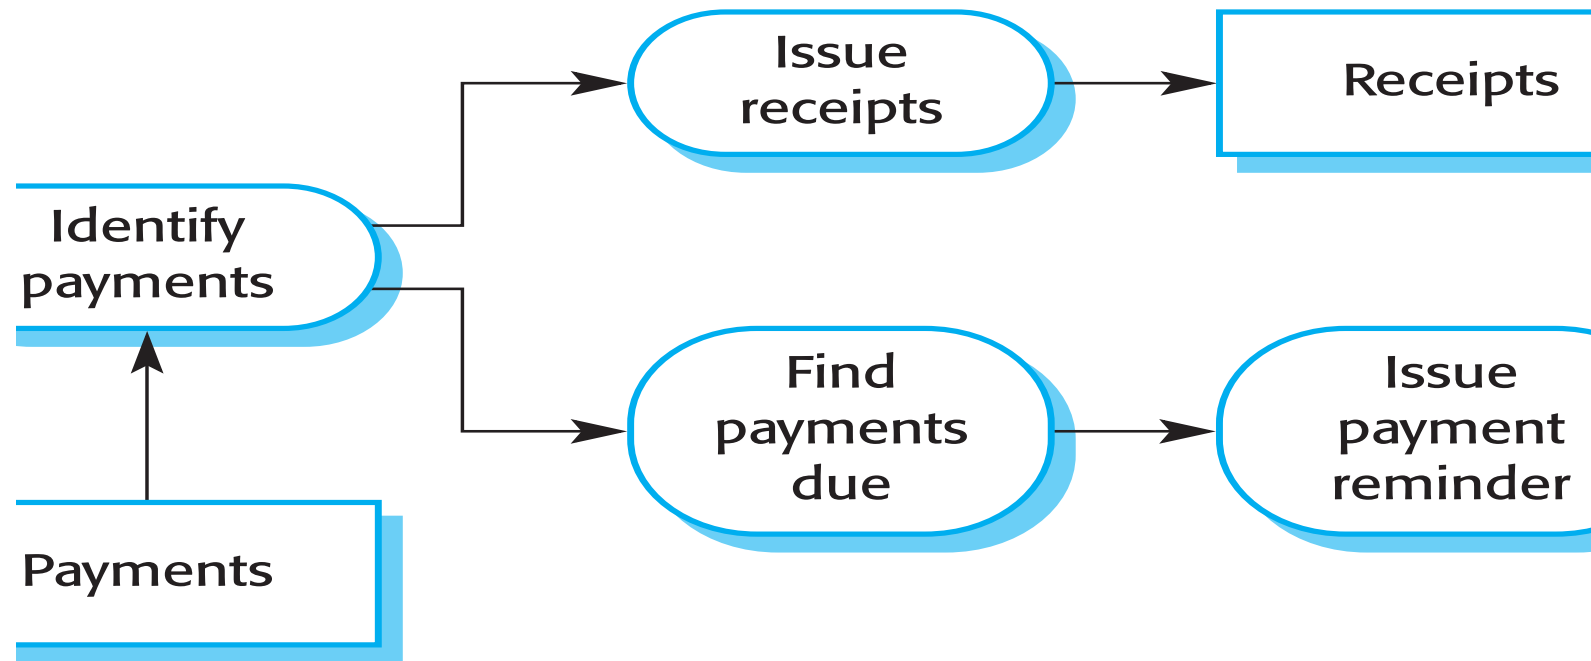 Issue
receipts
Receipts
Identify
payments
Find
payments
due
Issue
payment
reminder
Payments